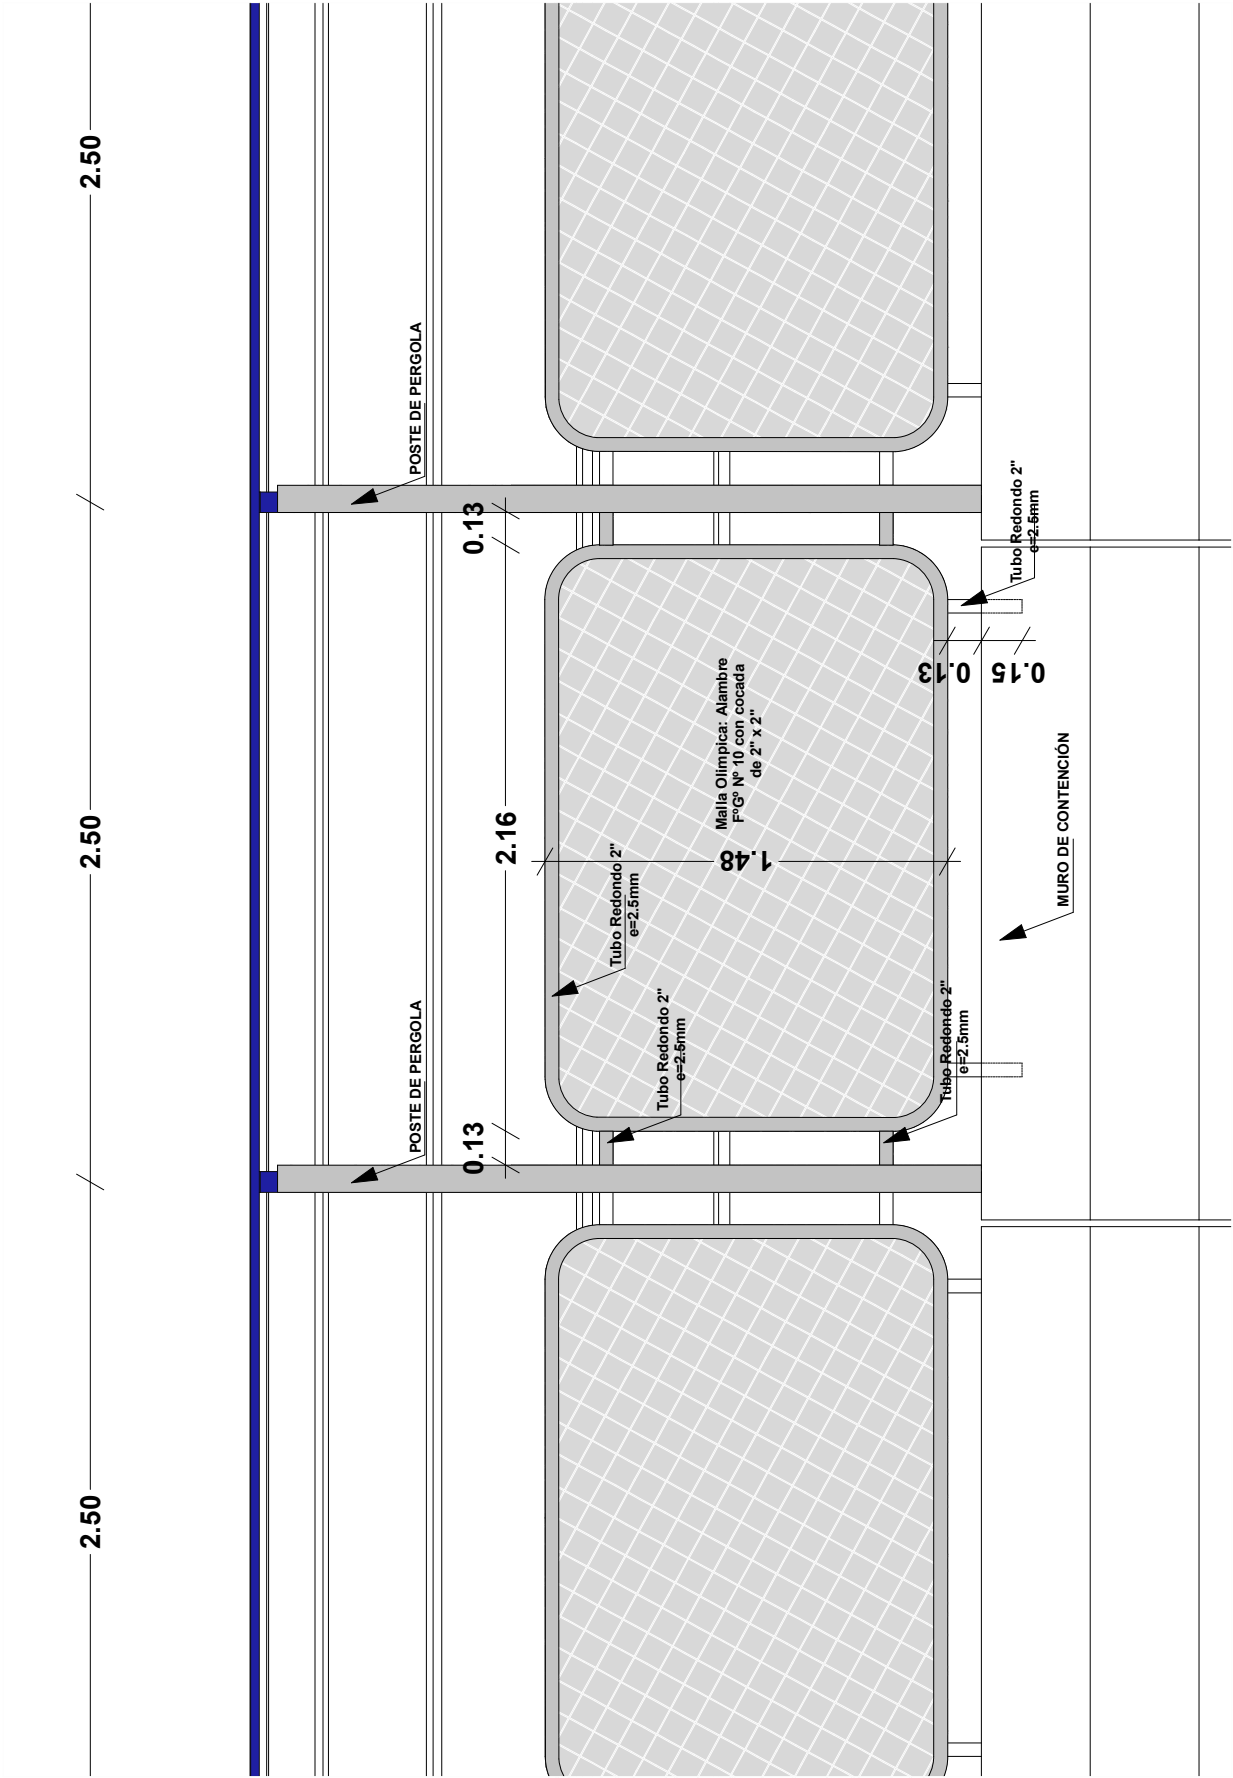 2.50
2.50
2.50
POSTE DE PERGOLA
POSTE DE PERGOLA
0.13
2.16
0.13
Tubo Redondo 2"
e=2.5mm
Tubo Redondo 2"
e=2.5mm
Malla Olimpica: Alambre
FºGº Nº 10 con cocada
de 2" x 2"
1.48
Tubo Redondo 2"
e=2.5mm
Tubo Redondo 2"
e=2.5mm
0.13
0.15
MURO DE CONTENCIÓN